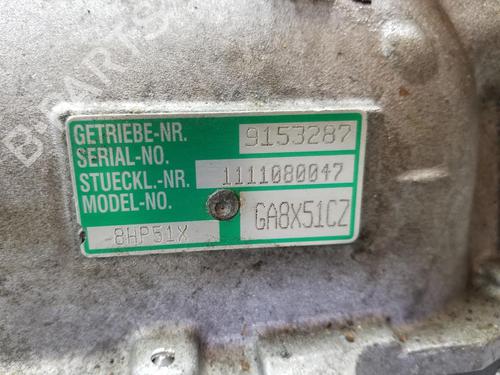 B-PARTS
GETRIEBE-NR. 9153287
SERIAL-NO.
STUECKL.-NR. 1111080047
MODEL-NO.
8HP51X GA8X51CZ